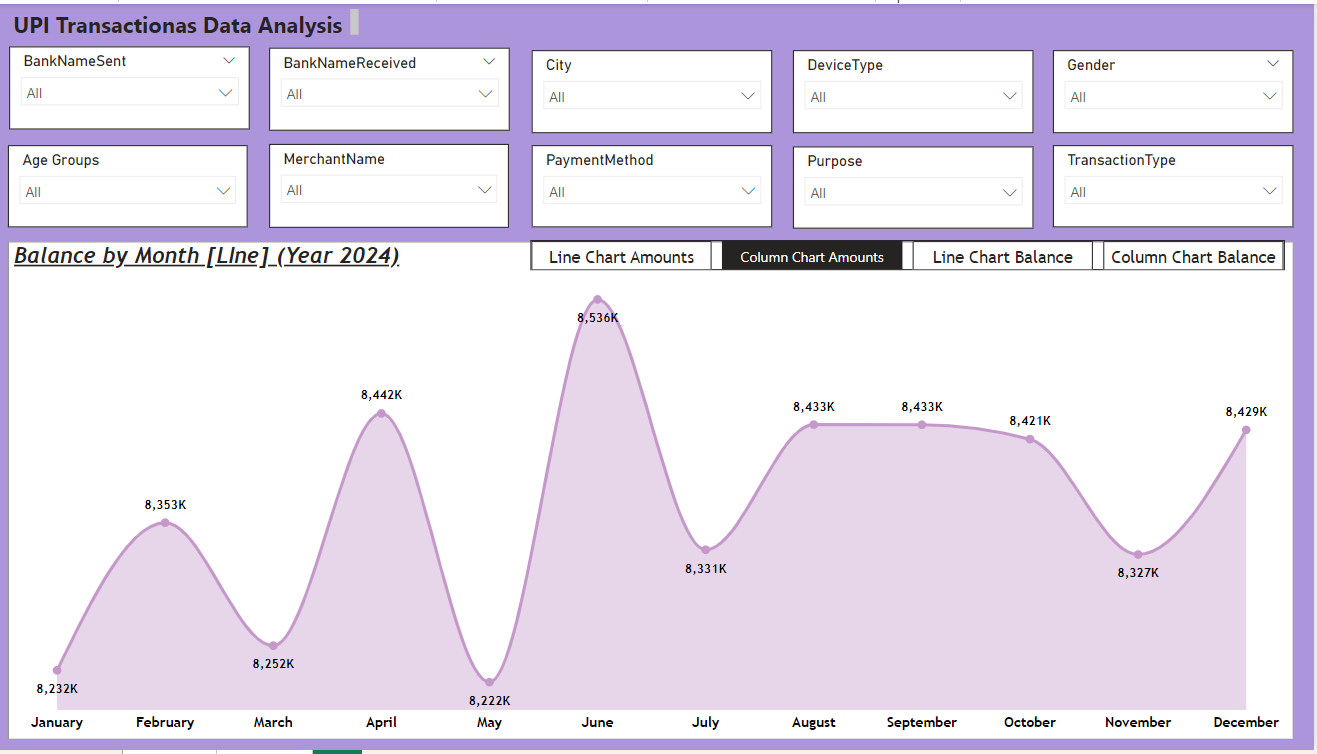 UPI Transactionas Data Analysis
BankNameSent
All
BankNameReceived
All
City
All
DeviceType
All
Gender
All
Age Groups
All
MerchantName
All
PaymentMethod
All
Purpose
All
TransactionType
All
Balance by Month [LIne] (Year 2024)
Line Chart Amounts
Column Chart Amounts
Line Chart Balance
Column Chart Balance
8,232K
8,353K
8,252K
8,442K
8,222K
8,536K
8,331K
8,433K
8,433K
8,421K
8,327K
8,429K
January February March April May June July August September October November December